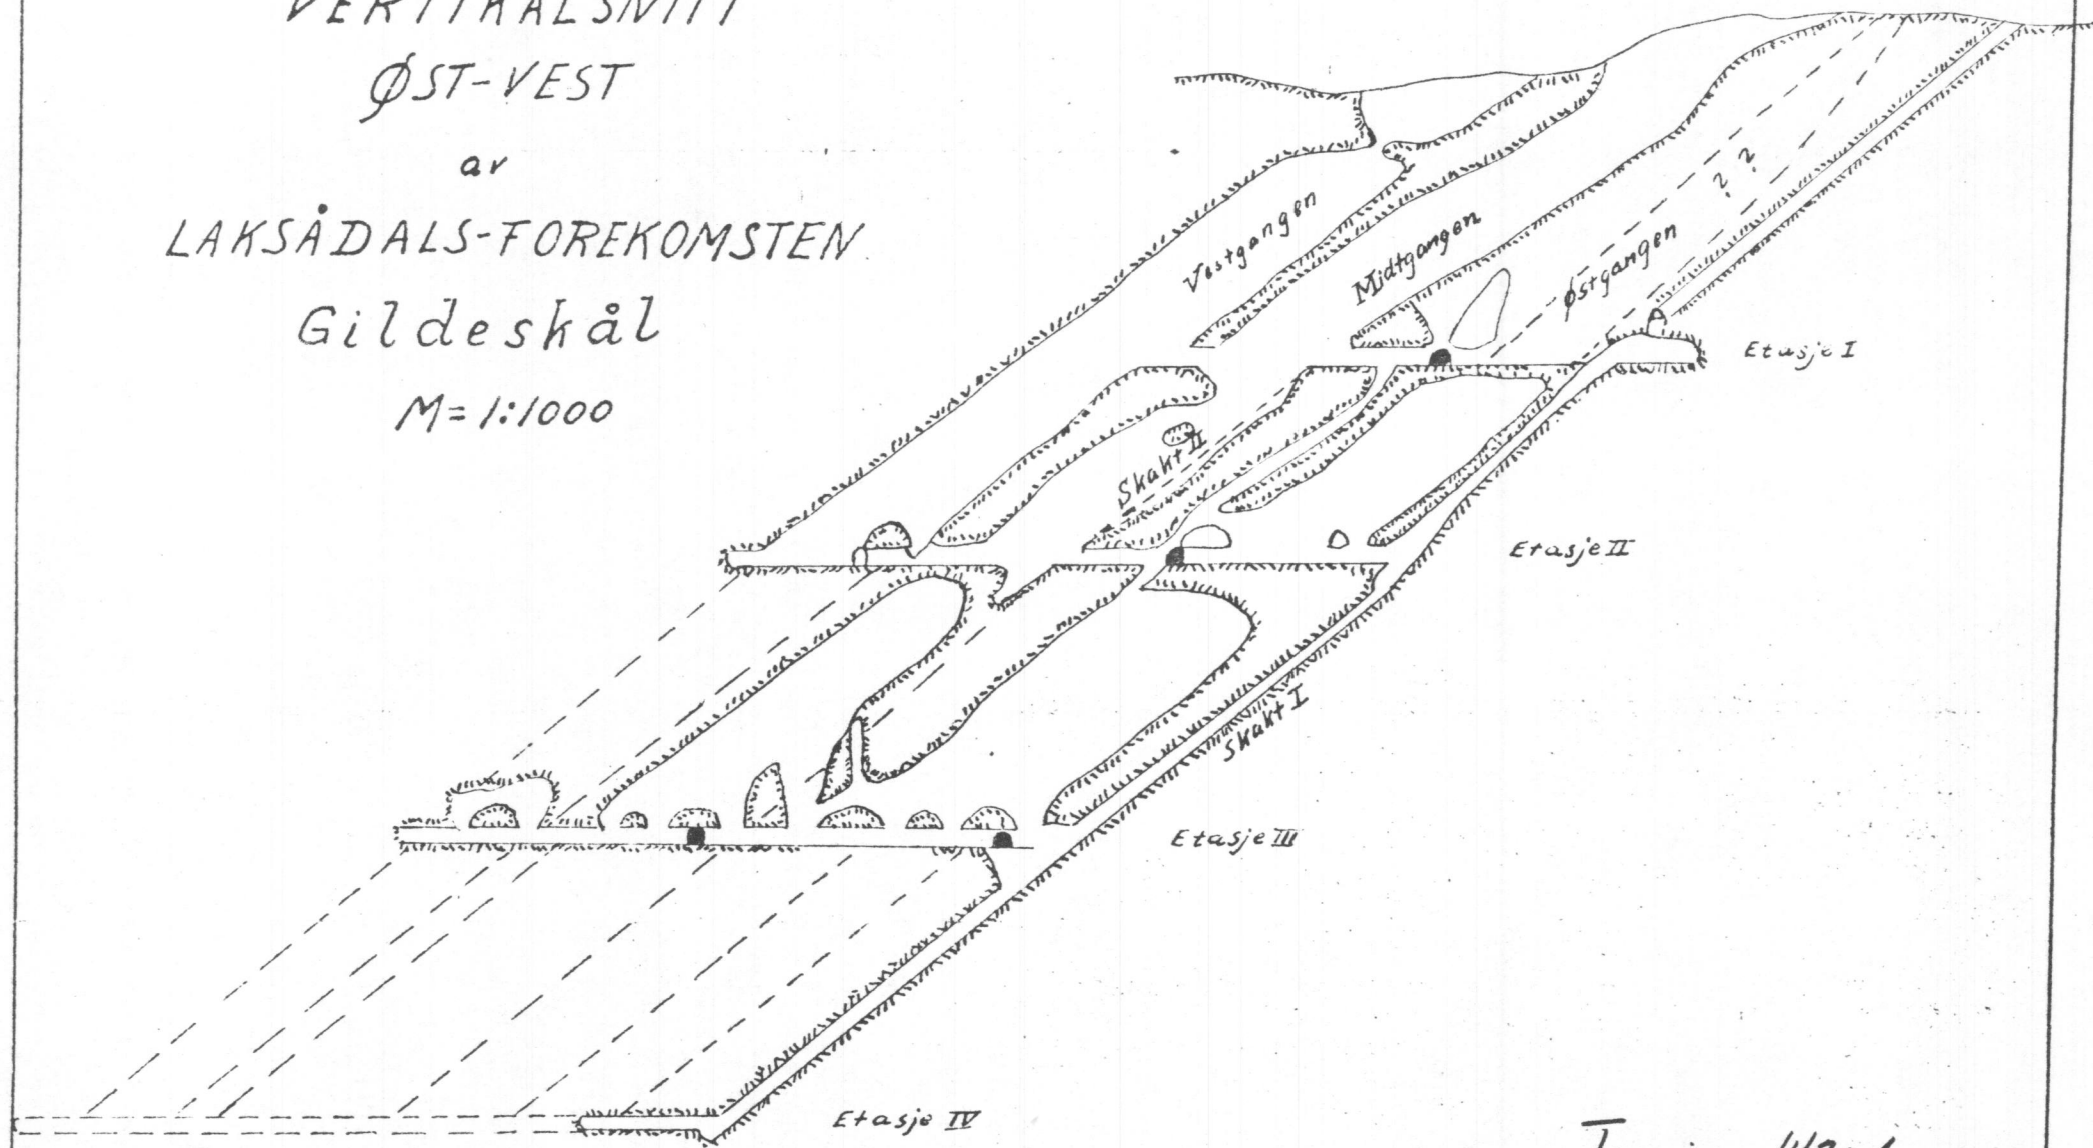 VERTIKALSNITT
ØST-VEST
av
LAKSÅDALS-FOREKOMSTEN
Gildeskål
M= 1:1000
Vestgangen
Midtgangen
Østgangen
? ?
Etasje I
Skakt II
Etasje II
Skakt I
Etasje III
Etasje IV